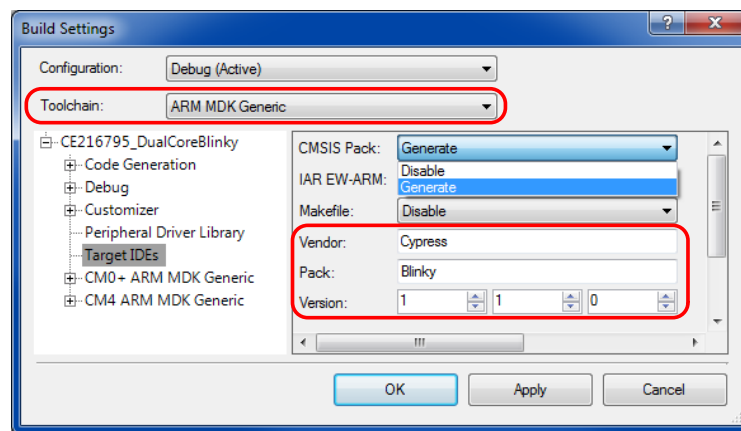 Build Settings
Configuration: Debug (Active)
Toolchain: ARM MDK Generic
CE216795_DualCoreBlinky
Code Generation
Debug
Customizer
Peripheral Driver Library
Target IDEs
CM0+ ARM MDK Generic
CM4 ARM MDK Generic
CMSIS Pack: Generate
Disable
IAR EW-ARM:
Generate
Makefile: Disable
Vendor: Cypress
Pack: Blinky
Version: 1 1 0
OK Apply Cancel